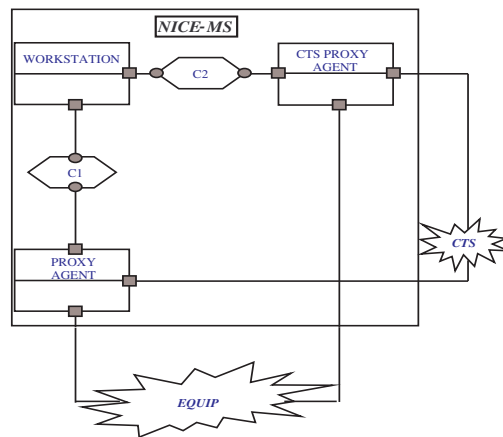 NICE-MS
WORKSTATION
C2
CTS PROXY
AGENT
C1
CTS
PROXY
AGENT
EQUIP